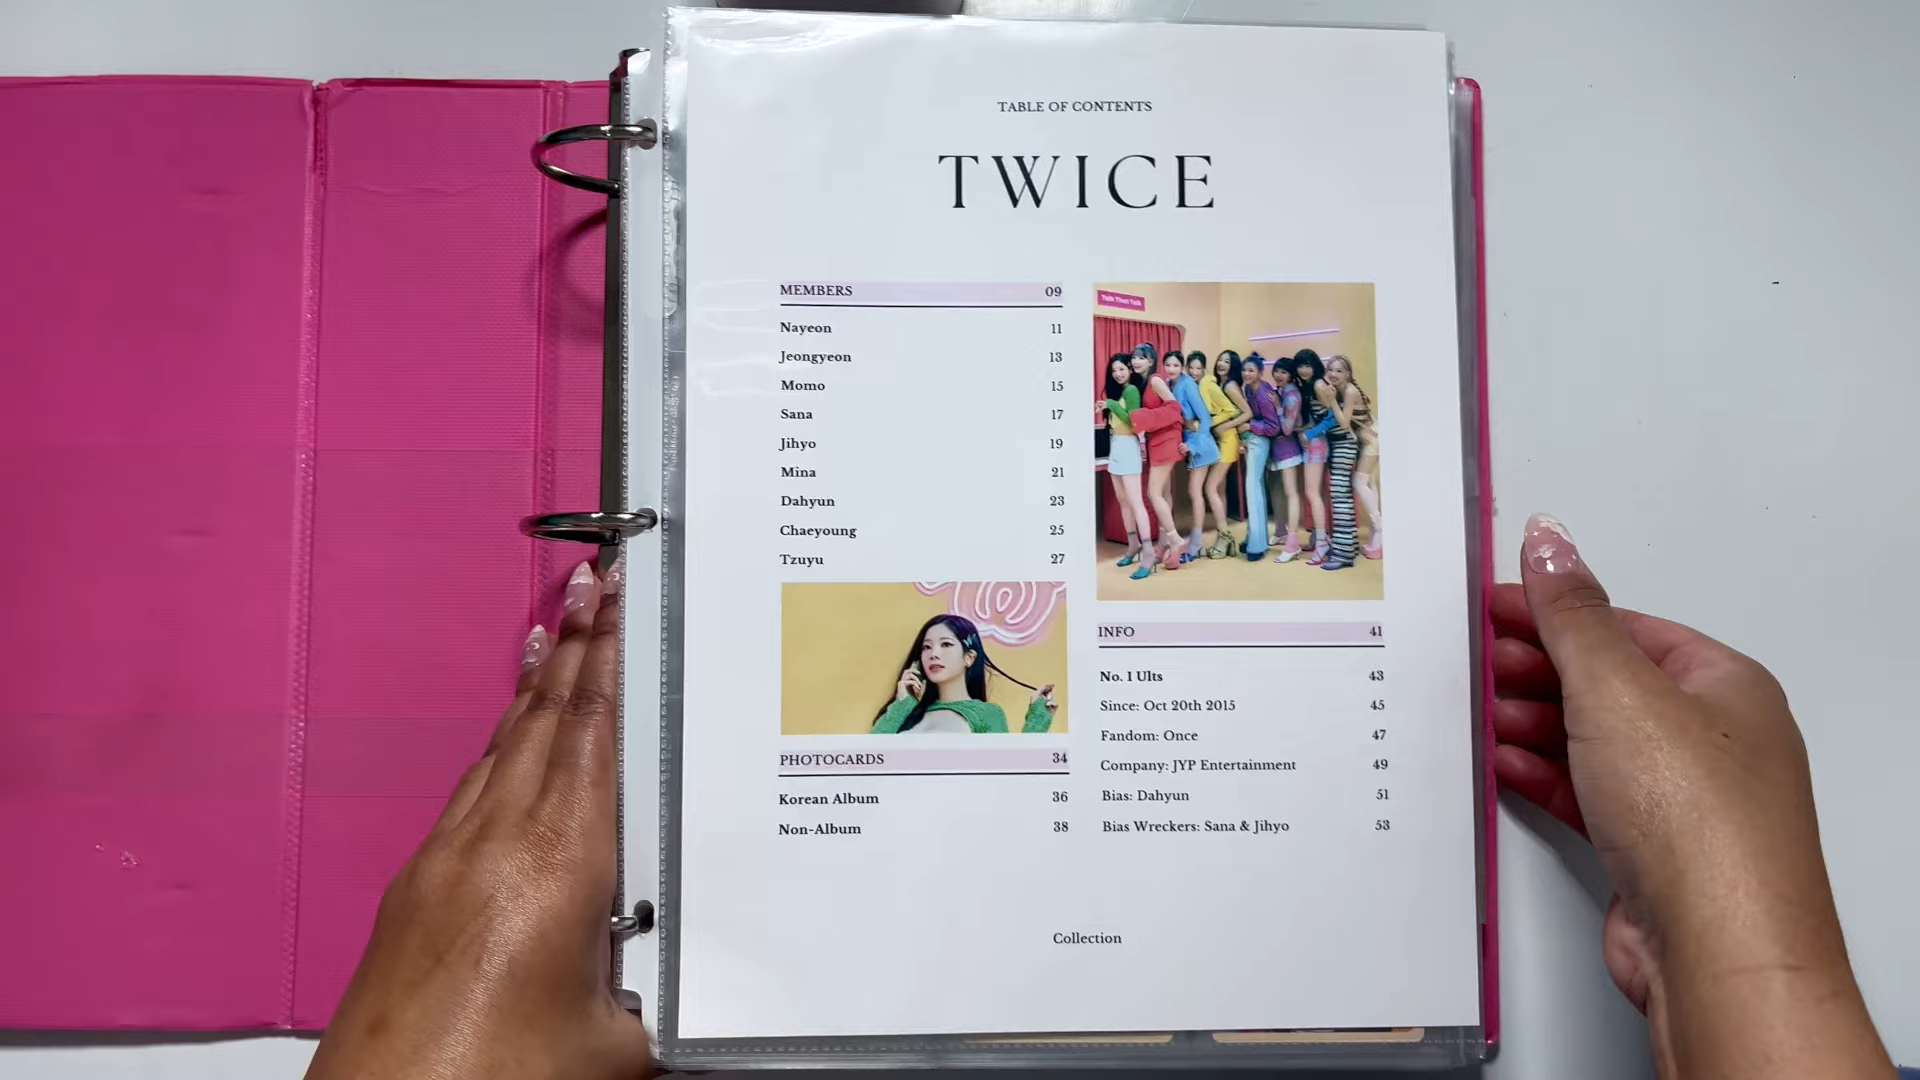 TABLE OF CONTENTS
TWICE
MEMBERS 09
Nayeon 11
Jeongyeon 13
Momo 15
Sana 17
Jihyo 19
Mina 21
Dahyun 23
Chaeyoung 25
Tzuyu 27
PHOTOCARDS 34
Korean Album 36
Non-Album 38
Talk That Talk
INFO 41
No. 1 Ults 43
Since: Oct 20th 2015 45
Fandom: Once 47
Company: JYP Entertainment 49
Bias: Dahyun 51
Bias Wreckers: Sana & Jihyo 53
Collection